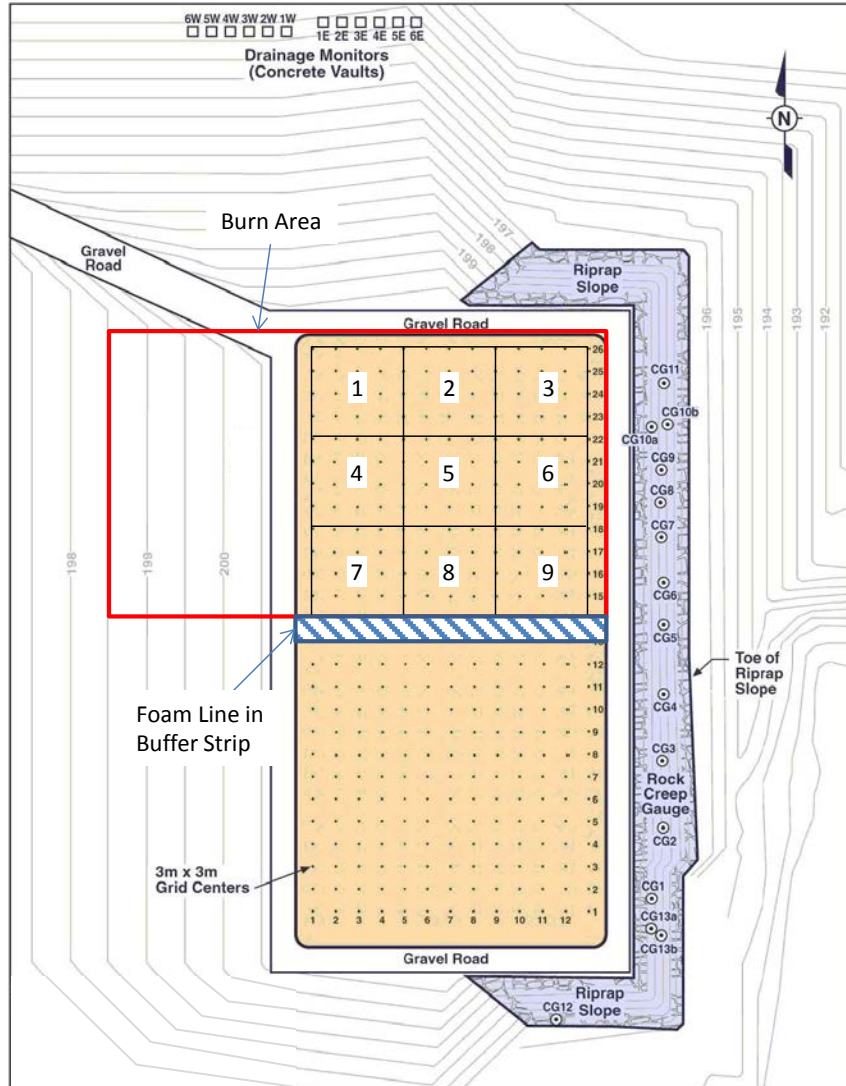 6W 5W 4W 3W 2W 1W
1E 2E 3E 4E 5E 6E
Drainage Monitors
(Concrete Vaults)
N
Burn Area
Gravel
Road
197
198
199
Riprap
Slope
196
195
194
193
192
Gravel Road
26
25
24
23
22
21
20
19
18
17
16
15
1
2
3
4
5
6
7
8
9
CG11
CG10b
CG10a
CG9
CG8
CG7
CG6
CG5
CG4
CG3
Rock
Creep
Gauge
CG2
CG1
CG13a
CG13b
198
199
200
Toe of
Riprap
Slope
Foam Line in
Buffer Strip
12
11
10
9
8
7
6
5
4
3
2
1
3m x 3m
Grid Centers
1 2 3 4 5 6 7 8 9 10 11 12
Gravel Road
Riprap
Slope
CG12